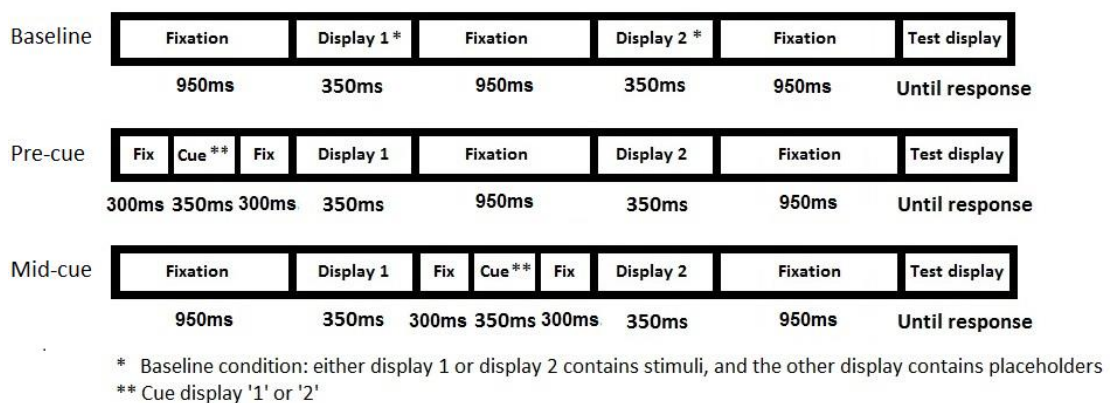 Baseline Fixation Display 1 * Fixation Display 2 * Fixation Test display
950ms 350ms 950ms 350ms 950ms Until response
Pre-cue Fix Cue ** Fix Display 1 Fixation Display 2 Fixation Test display
300ms 350ms 300ms 350ms 950ms 350ms 950ms Until response
Mid-cue Fixation Display 1 Fix Cue ** Fix Display 2 Fixation Test display
950ms 350ms 300ms 350ms 300ms 350ms 950ms Until response
* Baseline condition: either display 1 or display 2 contains stimuli, and the other display contains placeholders
** Cue display '1' or '2'